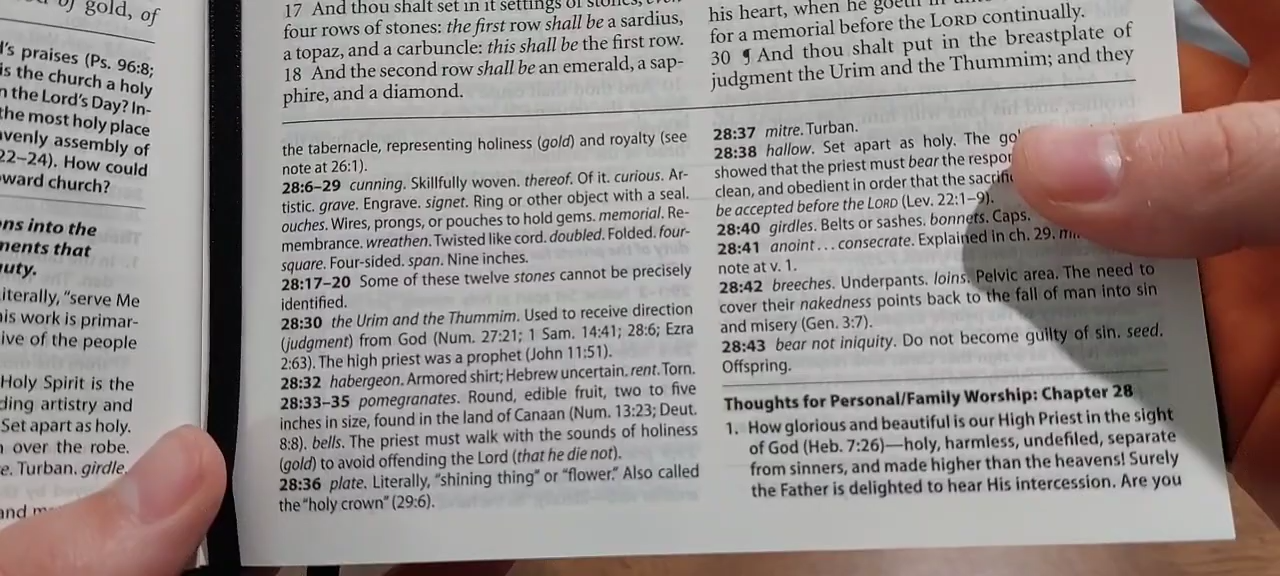 of gold, of
's praises (Ps. 96:8;
is the church a holy
n the Lord's Day? In-
the most holy place
avenly assembly of
22–24). How could
ward church?
ns into the
ments that
uty.
iterally, "serve Me
is work is primar-
ive of the people
Holy Spirit is the
ding artistry and
Set apart as holy.
over the robe.
e. Turban. girdle.
and
17 And thou shalt set in it settings of stones, even
four rows of stones: the first row shall be a sardius,
a topaz, and a carbuncle: this shall be the first row.
18 And the second row shall be an emerald, a sap-
phire, and a diamond.
the tabernacle, representing holiness (gold) and royalty (see
note at 26:1).
28:6–29 cunning. Skillfully woven. thereof. Of it. curious. Ar-
tistic. grave. Engrave. signet. Ring or other object with a seal.
ouches. Wires, prongs, or pouches to hold gems. memorial. Re-
membrance. wreathen. Twisted like cord. doubled. Folded. four-
square. Four-sided. span. Nine inches.
28:17–20 Some of these twelve stones cannot be precisely
identified.
28:30 the Urim and the Thummim. Used to receive direction
(judgment) from God (Num. 27:21; 1 Sam. 14:41; 28:6; Ezra
2:63). The high priest was a prophet (John 11:51).
28:32 habergeon. Armored shirt; Hebrew uncertain. rent. Torn.
28:33–35 pomegranates. Round, edible fruit, two to five
inches in size, found in the land of Canaan (Num. 13:23; Deut.
8:8). bells. The priest must walk with the sounds of holiness
(gold) to avoid offending the Lord (that he die not).
28:36 plate. Literally, "shining thing" or "flower." Also called
the "holy crown" (29:6).
his heart, when he goeth in
for a memorial before the LORD continually.
30 ¶ And thou shalt put in the breastplate of
judgment the Urim and the Thummim; and they
28:37 mitre. Turban.
28:38 hallow. Set apart as holy. The
showed that the priest must bear the
clean, and obedient in order that the
be accepted before the LORD (Lev. 22:1–9).
28:40 girdles. Belts or sashes. bonnets. Caps.
28:41 anoint . . . consecrate. Explained in ch. 29.
note at v. 1.
28:42 breeches. Underpants. loins. Pelvic area. The need to
cover their nakedness points back to the fall of man into sin
and misery (Gen. 3:7).
28:43 bear not iniquity. Do not become guilty of sin. seed.
Offspring.
Thoughts for Personal/Family Worship: Chapter 28
1. How glorious and beautiful is our High Priest in the sight
of God (Heb. 7:26)—holy, harmless, undefiled, separate
from sinners, and made higher than the heavens! Surely
the Father is delighted to hear His intercession. Are you